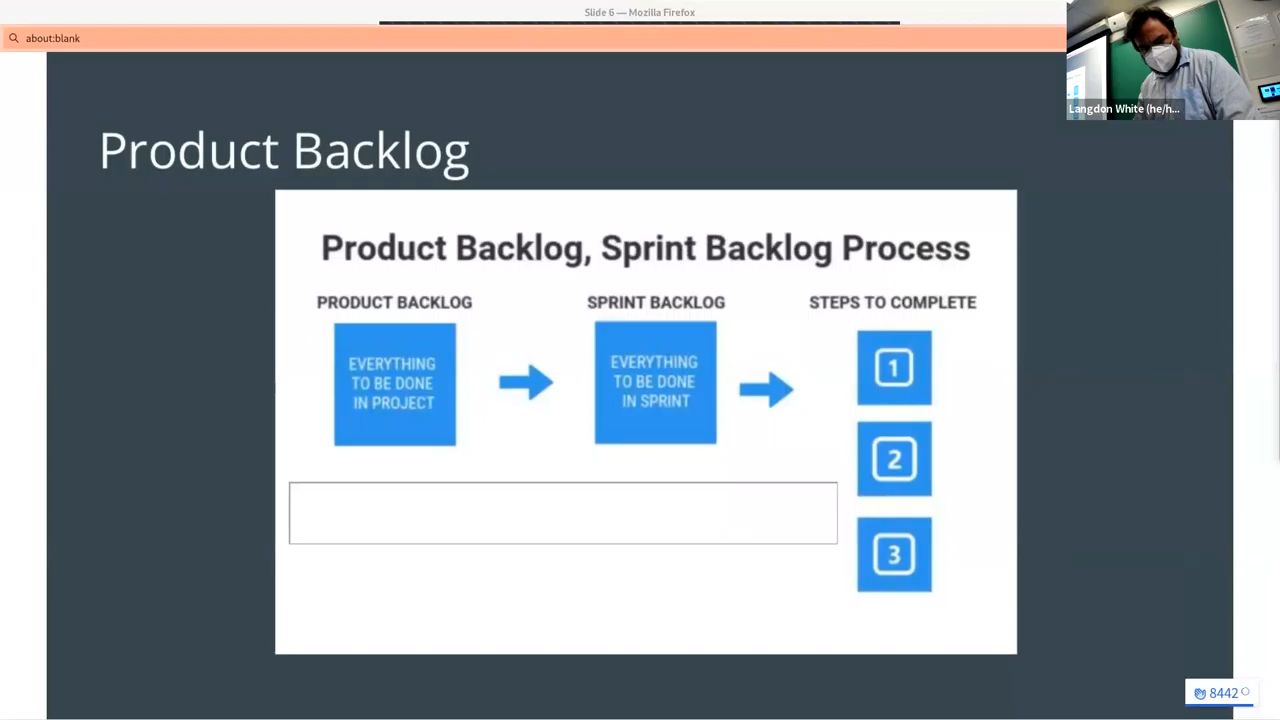 Slide 6 — Mozilla Firefox
about:blank
Langdon White (he/h...
Product Backlog
Product Backlog, Sprint Backlog Process
PRODUCT BACKLOG
SPRINT BACKLOG
STEPS TO COMPLETE
EVERYTHING
TO BE DONE
IN PROJECT
EVERYTHING
TO BE DONE
IN SPRINT
1
2
3
8442